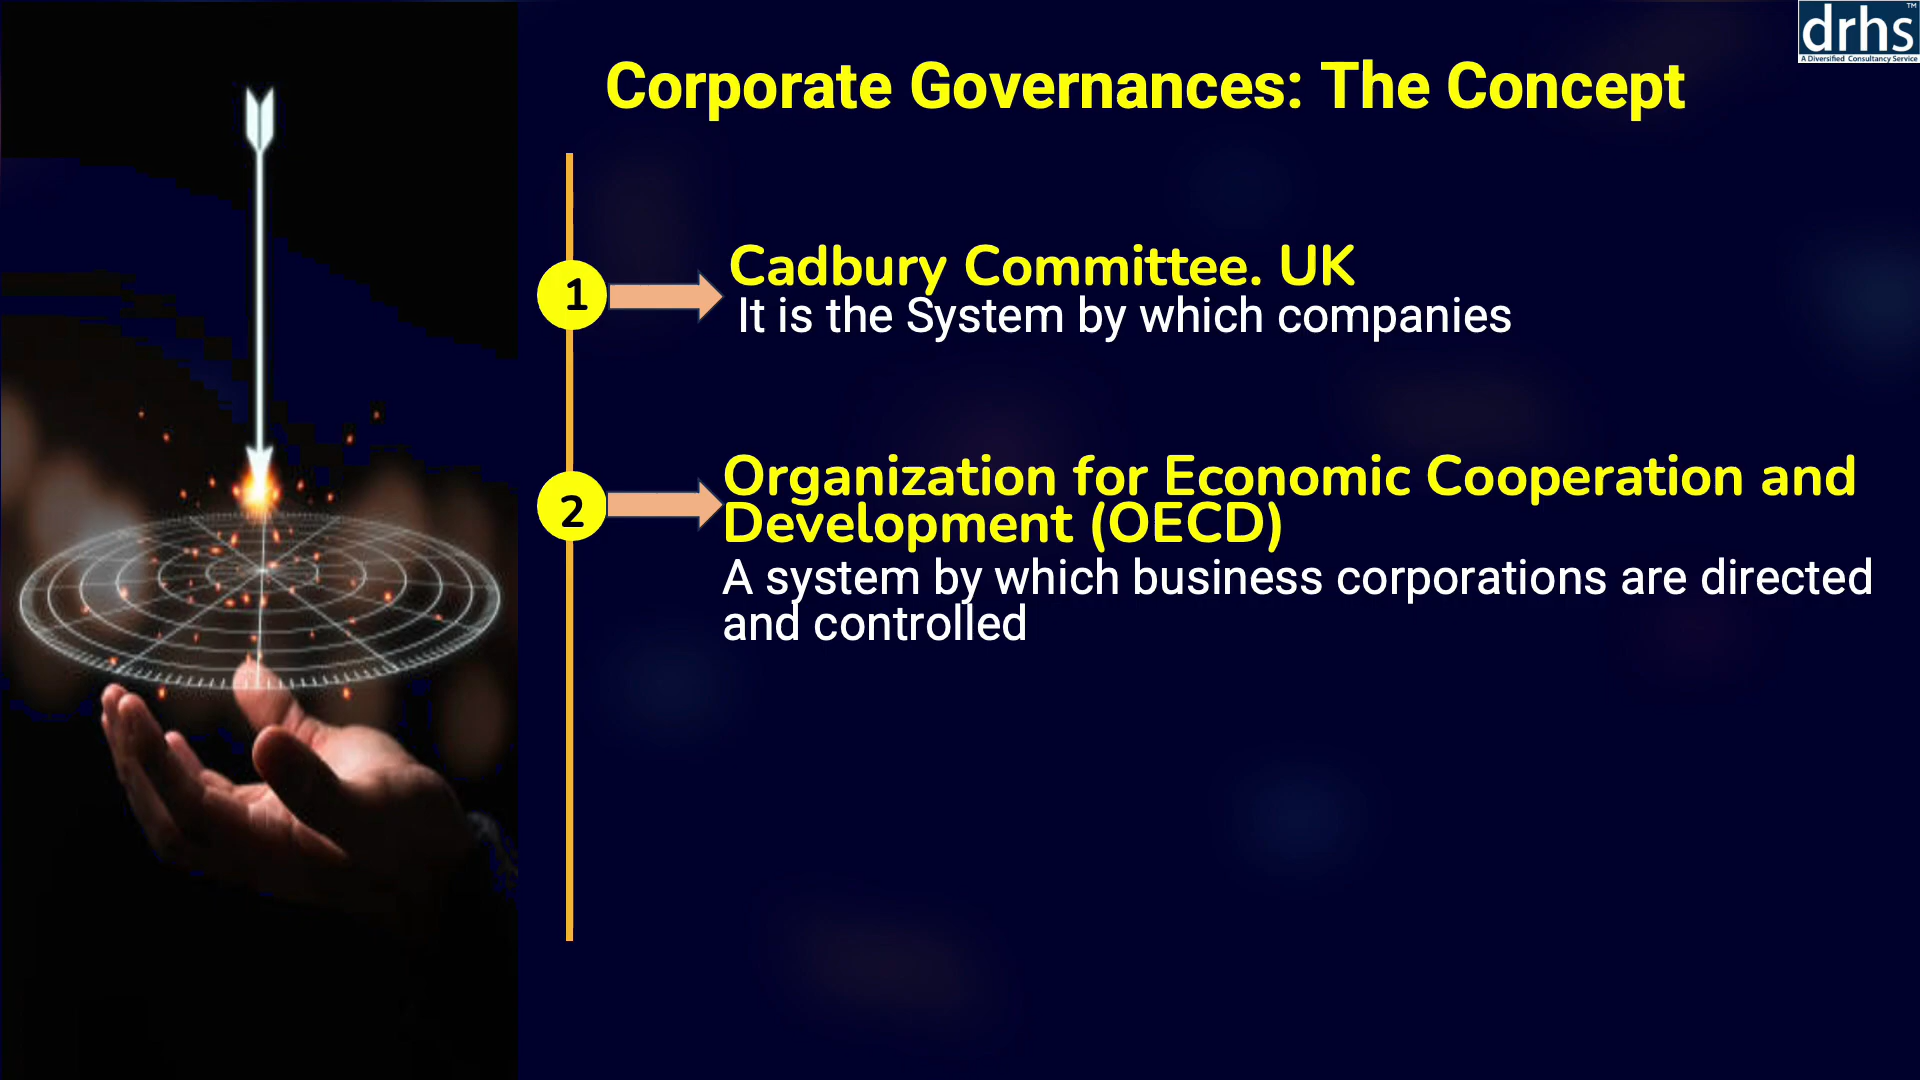 drhs
TM
A Diversified Consultancy Service
Corporate Governances: The Concept
1
Cadbury Committee. UK
It is the System by which companies
2
Organization for Economic Cooperation and
Development (OECD)
A system by which business corporations are directed
and controlled